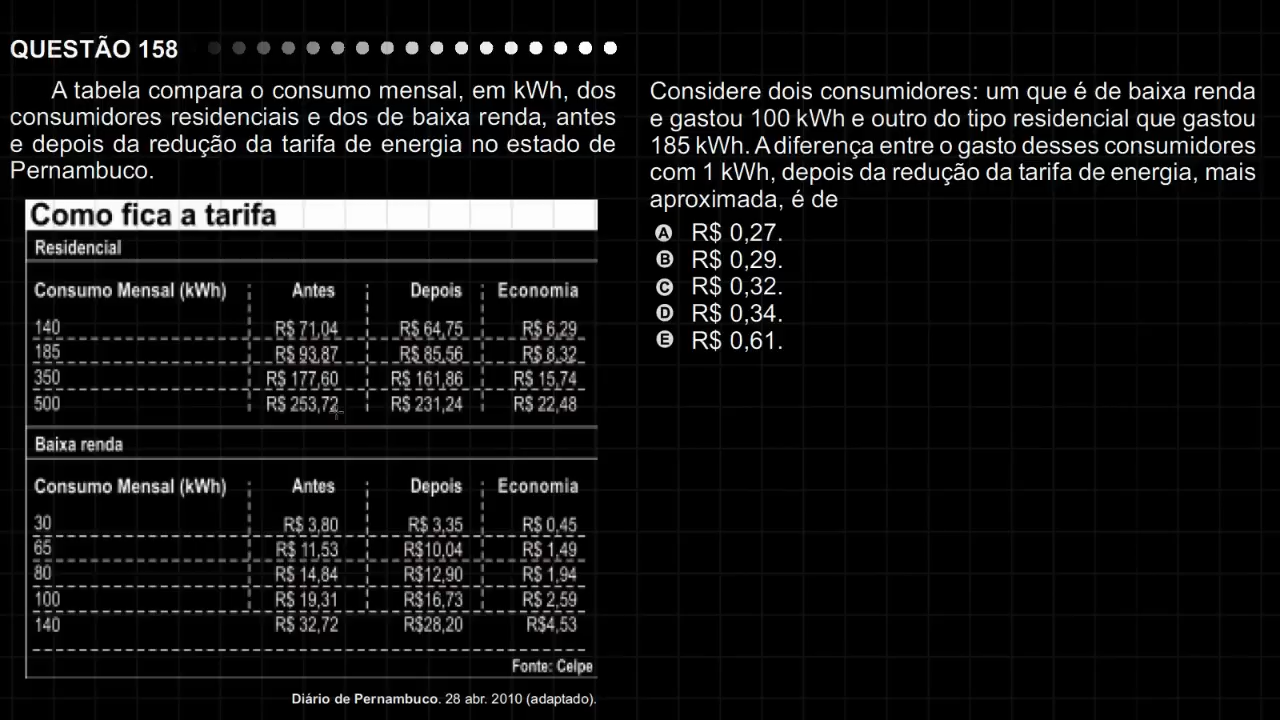 QUESTÃO 158
A tabela compara o consumo mensal, em kWh, dos
consumidores residenciais e dos de baixa renda, antes
e depois da redução da tarifa de energia no estado de
Pernambuco.
Como fica a tarifa
Residencial
Consumo Mensal (kWh) Antes Depois Economia
140 R$ 71,04 R$ 64,75 R$ 6,29
185 R$ 93,87 R$ 85,56 R$ 8,32
350 R$ 177,60 R$ 161,86 R$ 15,74
500 R$ 253,72 R$ 231,24 R$ 22,48
Baixa renda
Consumo Mensal (kWh) Antes Depois Economia
30 R$ 3,80 R$ 3,35 R$ 0,45
65 R$ 11,53 R$10,04 R$ 1,49
80 R$ 14,84 R$12,90 R$ 1,94
100 R$ 19,31 R$16,73 R$ 2,59
140 R$ 32,72 R$28,20 R$4,53
Fonte: Celpe
Diário de Pernambuco. 28 abr. 2010 (adaptado).
Considere dois consumidores: um que é de baixa renda
e gastou 100 kWh e outro do tipo residencial que gastou
185 kWh. A diferença entre o gasto desses consumidores
com 1 kWh, depois da redução da tarifa de energia, mais
aproximada, é de
A R$ 0,27.
B R$ 0,29.
C R$ 0,32.
D R$ 0,34.
E R$ 0,61.